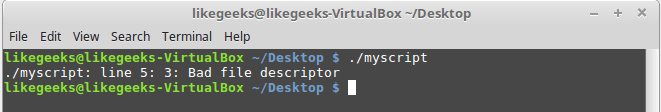 likegeeks@likegeeks-VirtualBox ~/Desktop
File Edit View Search Terminal Help
likegeeks@likegeeks-VirtualBox ~/Desktop $ ./myscript
./myscript: line 5: 3: Bad file descriptor
likegeeks@likegeeks-VirtualBox ~/Desktop $